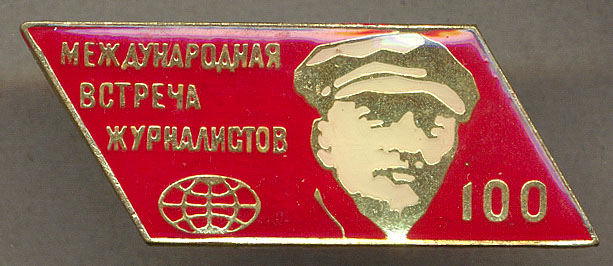 МЕЖДУНАРОДНАЯ
ВСТРЕЧА
ЖУРНАЛИСТОВ
100